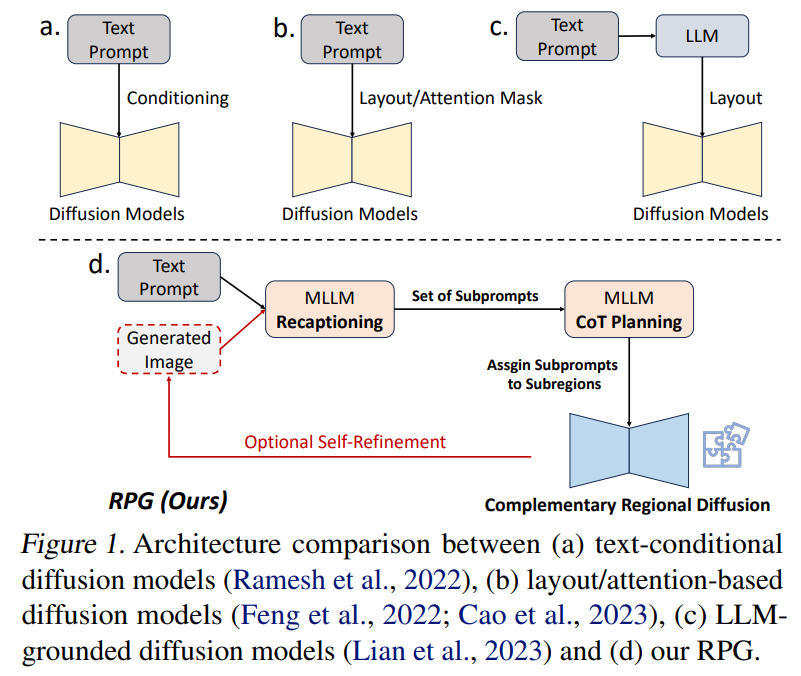 a.
Text
Prompt
Conditioning
Diffusion Models
b.
Text
Prompt
Layout/Attention Mask
Diffusion Models
c.
Text
Prompt
LLM
Layout
Diffusion Models
d.
Text
Prompt
Generated
Image
MLLM
Recaptioning
Set of Subprompts
MLLM
CoT Planning
Assgin Subprompts
to Subregions
Optional Self-Refinement
RPG (Ours)
Complementary Regional Diffusion
Figure 1. Architecture comparison between (a) text-conditional
diffusion models (Ramesh et al., 2022), (b) layout/attention-based
diffusion models (Feng et al., 2022; Cao et al., 2023), (c) LLM-
grounded diffusion models (Lian et al., 2023) and (d) our RPG.